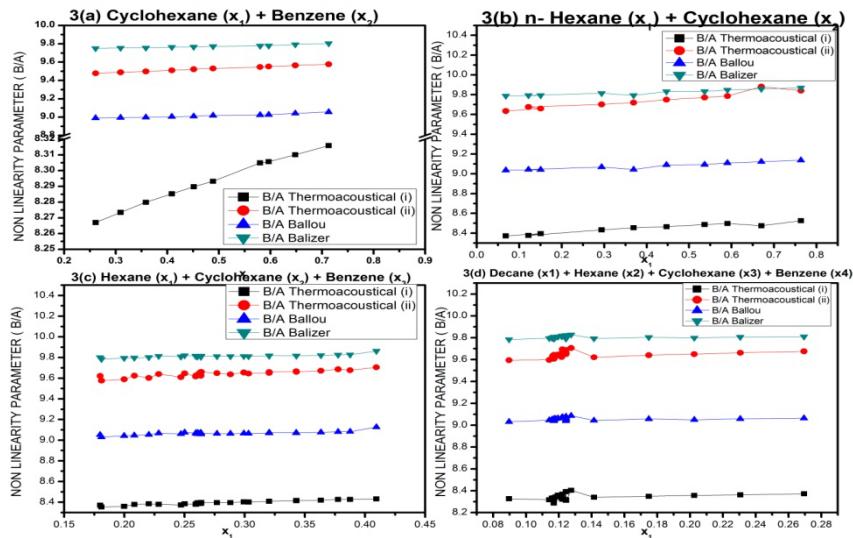 3(a) Cyclohexane (x₁) + Benzene (x₂)
NON LINEARITY PARAMETER ( B/A)
10.0
9.8
9.6
9.4
9.2
9.0
8.8
8.32
8.31
8.30
8.29
8.28
8.27
8.26
8.25
B/A Thermoacoustical (i)
B/A Thermoacoustical (ii)
B/A Ballou
B/A Balizer
0.2 0.3 0.4 0.5 0.6 0.7 0.8
3(b) n- Hexane (x₁) + Cyclohexane (x₂)
NON LINEARITY PARAMETER ( B/A)
10.4
10.2
10.0
9.8
9.6
9.4
9.2
9.0
8.8
8.6
8.4
B/A Thermoacoustical (i)
B/A Thermoacoustical (ii)
B/A Ballou
B/A Balizer
0.0 0.1 0.2 0.3 0.4 0.5 0.6 0.7 0.8
x₁
3(c) Hexane (x₁) + Cyclohexane (x₂) + Benzene (x₃)
NON LINEARITY PARAMETER ( B/A)
10.4
10.2
10.0
9.8
9.6
9.4
9.2
9.0
8.8
8.6
8.4
B/A Thermoacoustical (i)
B/A Thermoacoustical (ii)
B/A Ballou
B/A Balizer
0.15 0.20 0.25 0.30 0.35 0.40 0.45
x₁
3(d) Decane (x1) + Hexane (x2) + Cyclohexane (x3) + Benzene (x4)
NON LINEARITY PARAMETER ( B/A)
10.2
10.0
9.8
9.6
9.4
9.2
9.0
8.8
8.6
8.4
8.2
B/A Thermoacoustical (i)
B/A Thermoacoustical (ii)
B/A Ballou
B/A Balizer
0.08 0.10 0.12 0.14 0.16 0.18 0.20 0.22 0.24 0.26 0.28
x₁